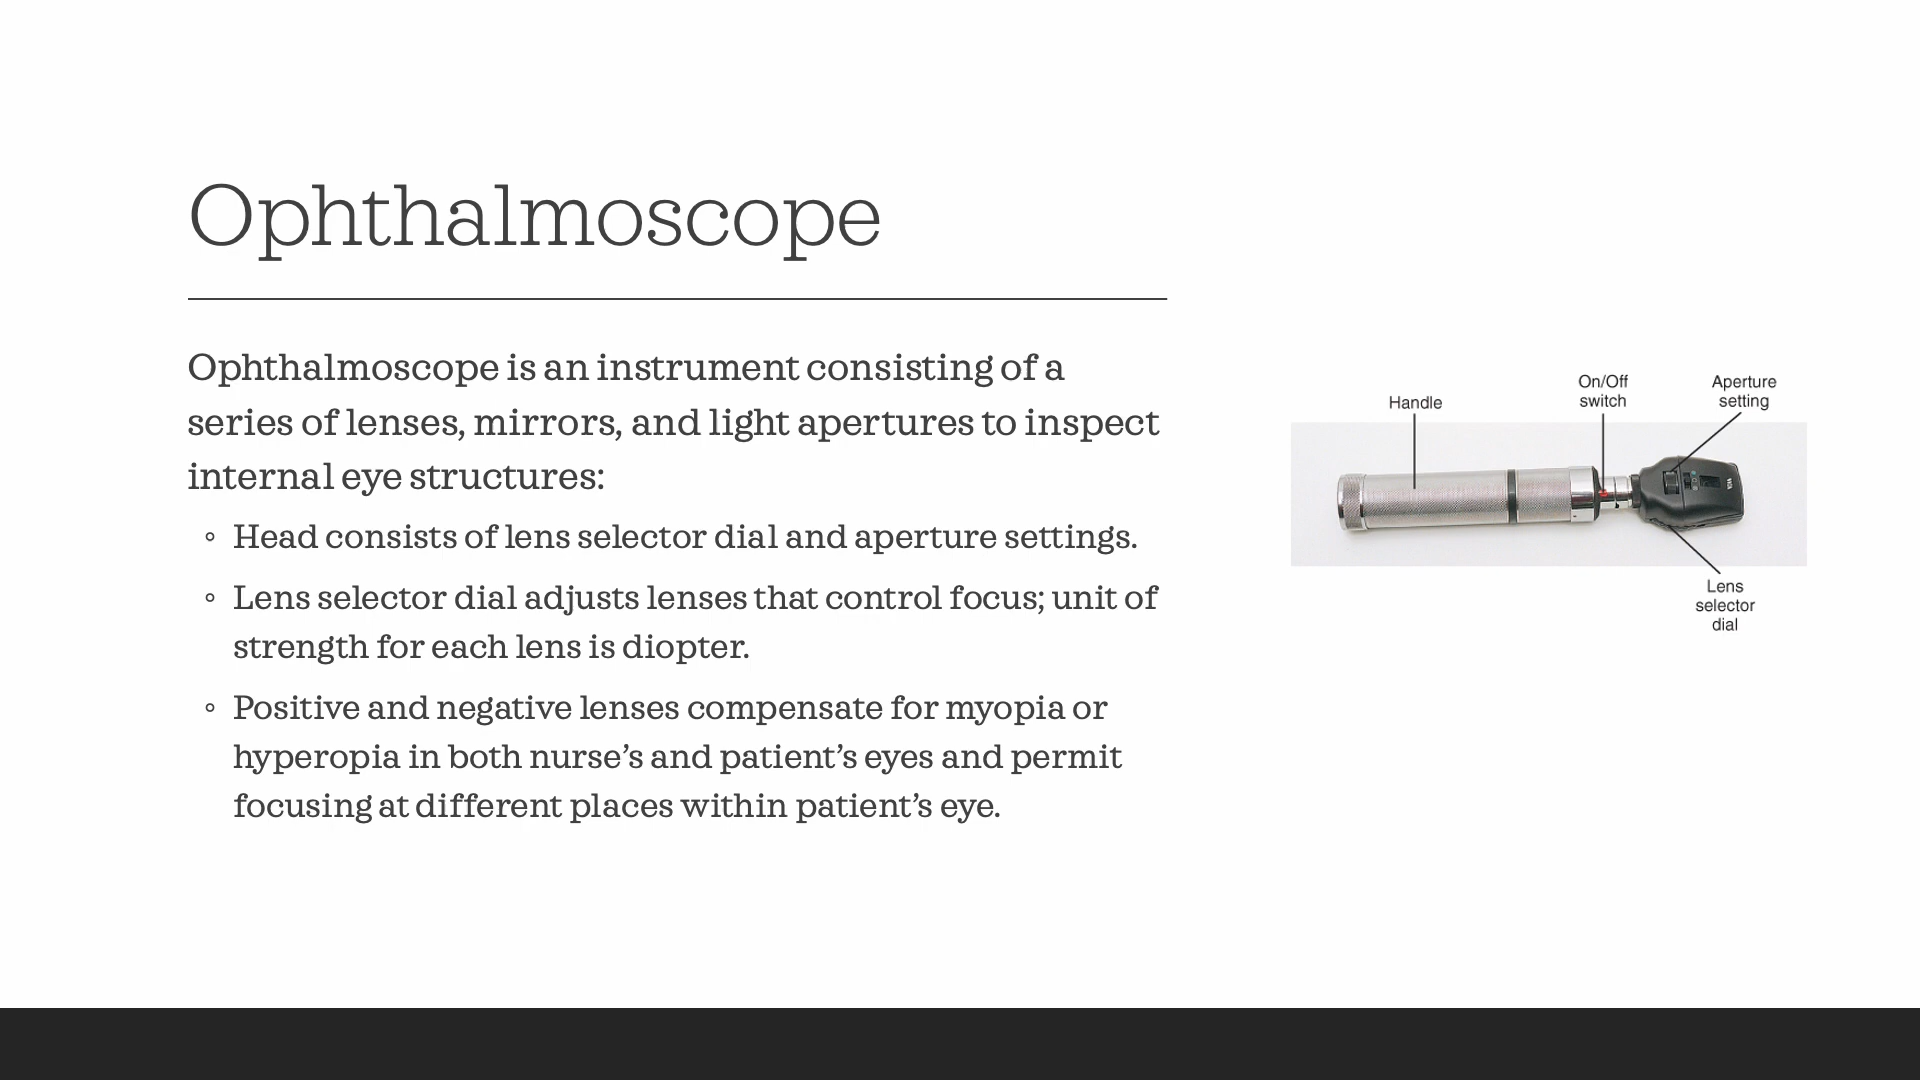 Ophthalmoscope
Ophthalmoscope is an instrument consisting of a
series of lenses, mirrors, and light apertures to inspect
internal eye structures:
◦ Head consists of lens selector dial and aperture settings.
◦ Lens selector dial adjusts lenses that control focus; unit of
strength for each lens is diopter.
◦ Positive and negative lenses compensate for myopia or
hyperopia in both nurse’s and patient’s eyes and permit
focusing at different places within patient’s eye.
Handle
On/Off
switch
Aperture
setting
Lens
selector
dial